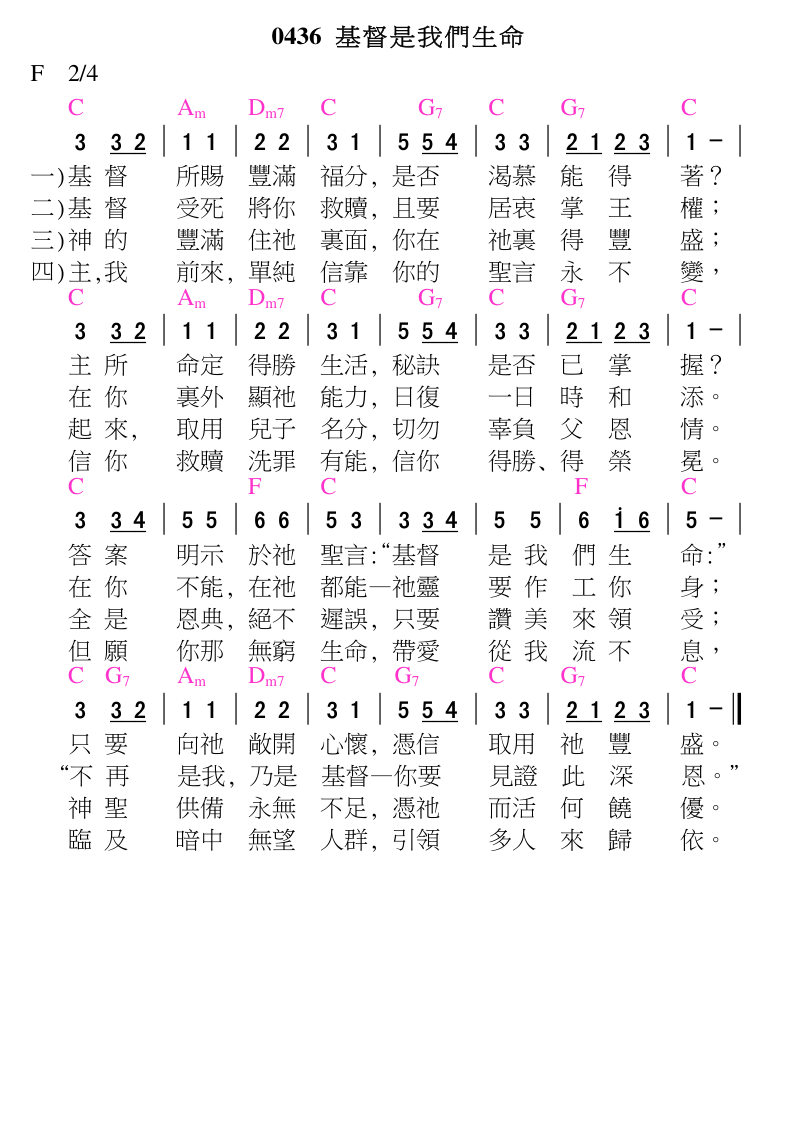 0436 基督是我們生命
F 2/4
C Am Dm7 C G7 C G7 C
3 3 2 | 1 1 | 2 2 | 3 1 | 5 5 4 | 3 3 | 2 1 2 3 | 1 － |
一)基督 所賜 豐滿 福分, 是否 渴慕 能 得 著？
二)基督 受死 將你 救贖, 且要 居衷 掌 王 權；
三)神的 豐滿 住祂 裏面, 你在 祂裏 得 豐 盛；
四)主,我 前來, 單純 信靠 你的 聖言 永 不 變，
C Am Dm7 C G7 C G7 C
3 3 2 | 1 1 | 2 2 | 3 1 | 5 5 4 | 3 3 | 2 1 2 3 | 1 － |
主所 命定 得勝 生活, 秘訣 是否 已 掌 握？
在你 裏外 顯祂 能力, 日復 一日 時 和 添。
起來, 取用 兒子 名分, 切勿 辜負 父 恩 情。
信你 救贖 洗罪 有能, 信你 得勝、得 榮 冕。
C F C F C
3 3 4 | 5 5 | 6 6 | 5 3 | 3 3 4 | 5 5 | 6 i 6 | 5 － |
答案 明示 於祂 聖言:“基督 是我 們生 命:”
在你 不能, 在祂 都能—祂靈 要作 工你 身；
全是 恩典, 絕不 遲誤, 只要 讚美 來領 受；
但願 你那 無窮 生命, 帶愛 從我 流不 息，
C G7 Am Dm7 C G7 C G7 C
3 3 2 | 1 1 | 2 2 | 3 1 | 5 5 4 | 3 3 | 2 1 2 3 | 1 － ‖
只要 向祂 敞開 心懷, 憑信 取用 祂 豐 盛。
“不再 是我, 乃是 基督—你要 見證 此 深 恩。”
神聖 供備 永無 不足, 憑祂 而活 何 饒 優。
臨及 暗中 無望 人群, 引領 多人 來 歸 依。